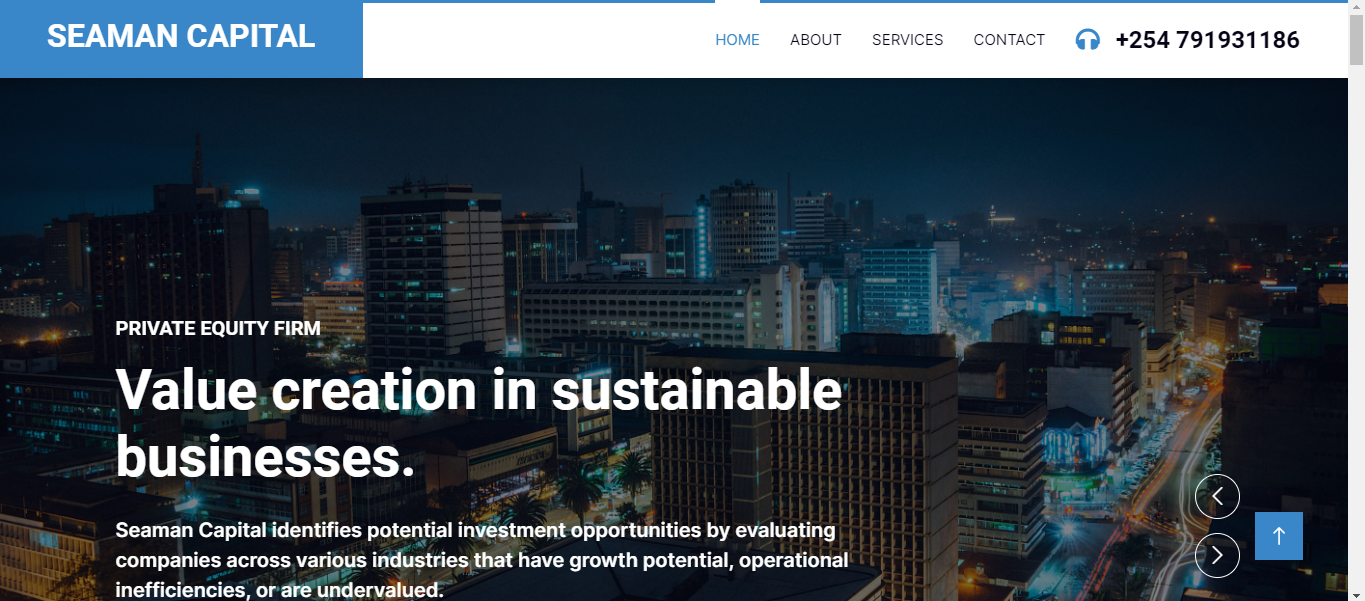 SEAMAN CAPITAL
HOME ABOUT SERVICES CONTACT +254 791931186
PRIVATE EQUITY FIRM
Value creation in sustainable
businesses.
Seaman Capital identifies potential investment opportunities by evaluating
companies across various industries that have growth potential, operational
inefficiencies, or are undervalued.